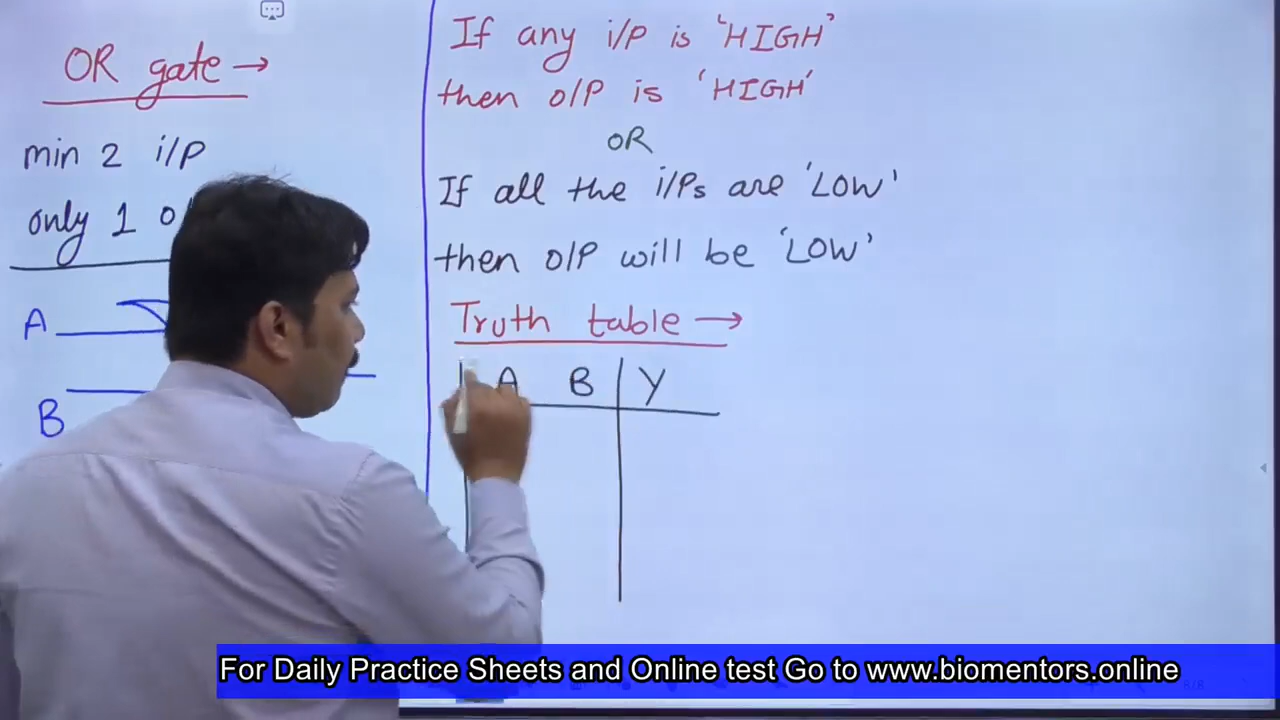 OR gate →
min 2 i/p
only 1 o
A
B
If any i/p is 'HIGH'
then o/p is 'HIGH'
OR
If all the i/ps are 'LOW'
then o/p will be 'LOW'
Truth table →
A B Y
For Daily Practice Sheets and Online test Go to www.biomentors.online